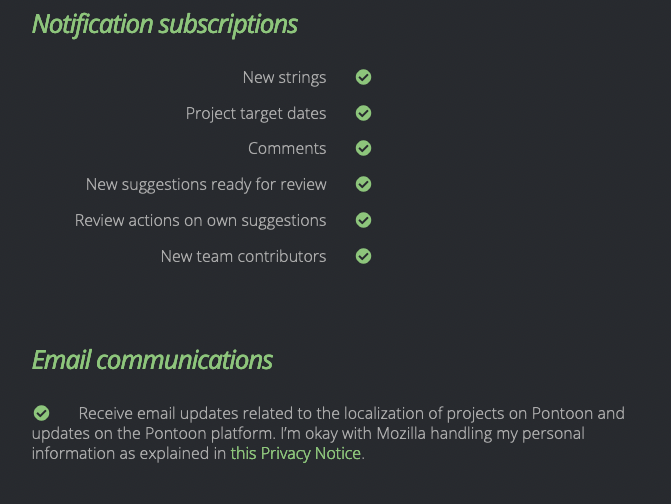 Notification subscriptions
New strings
Project target dates
Comments
New suggestions ready for review
Review actions on own suggestions
New team contributors
Email communications
Receive email updates related to the localization of projects on Pontoon and
updates on the Pontoon platform. I’m okay with Mozilla handling my personal
information as explained in this Privacy Notice.